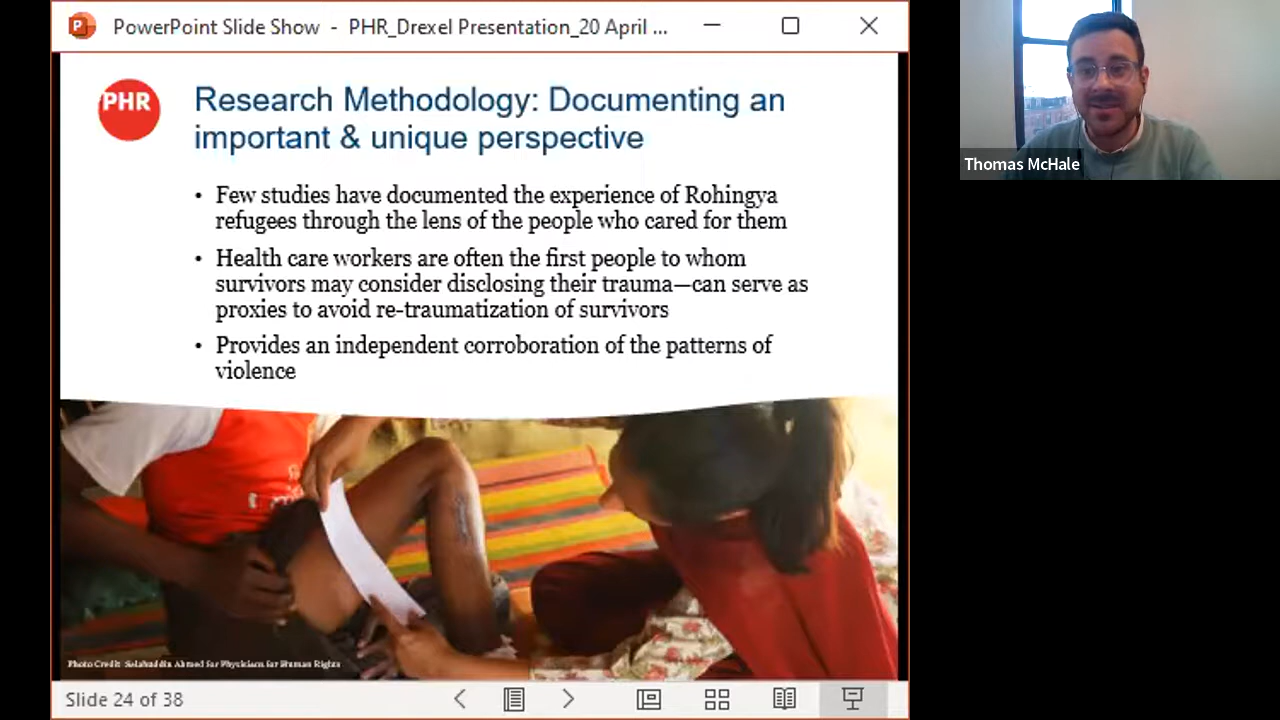 PowerPoint Slide Show - PHR_Drexel Presentation_20 April ...
PHR
Research Methodology: Documenting an
important & unique perspective
• Few studies have documented the experience of Rohingya
refugees through the lens of the people who cared for them
• Health care workers are often the first people to whom
survivors may consider disclosing their trauma—can serve as
proxies to avoid re-traumatization of survivors
• Provides an independent corroboration of the patterns of
violence
Photo Credit: Salahuddin Ahmed for Physicians for Human Rights
Slide 24 of 38
Thomas McHale